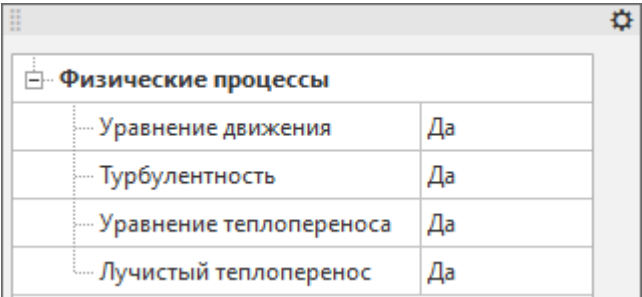 Физические процессы
Уравнение движения Да
Турбулентность Да
Уравнение теплопереноса Да
Лучистый теплоперенос Да